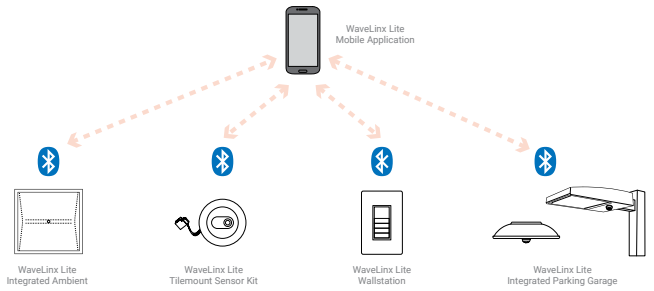 WaveLinx Lite
Mobile Application
WaveLinx Lite
Integrated Ambient
WaveLinx Lite
Tilemount Sensor Kit
WaveLinx Lite
Wallstation
WaveLinx Lite
Integrated Parking Garage